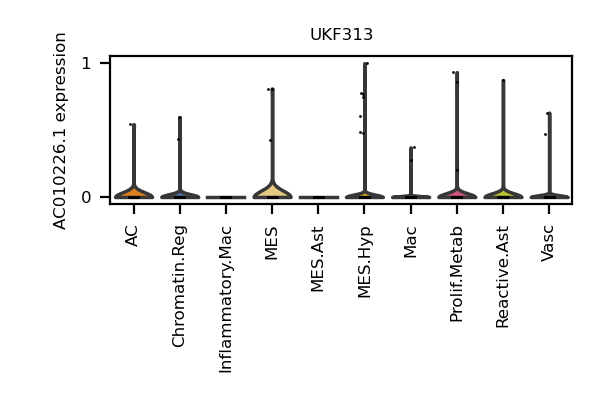 UKF313
AC010226.1 expression
1
0
AC
Chromatin.Reg
Inflammatory.Mac
MES
MES.Ast
MES.Hyp
Mac
Prolif.Metab
Reactive.Ast
Vasc